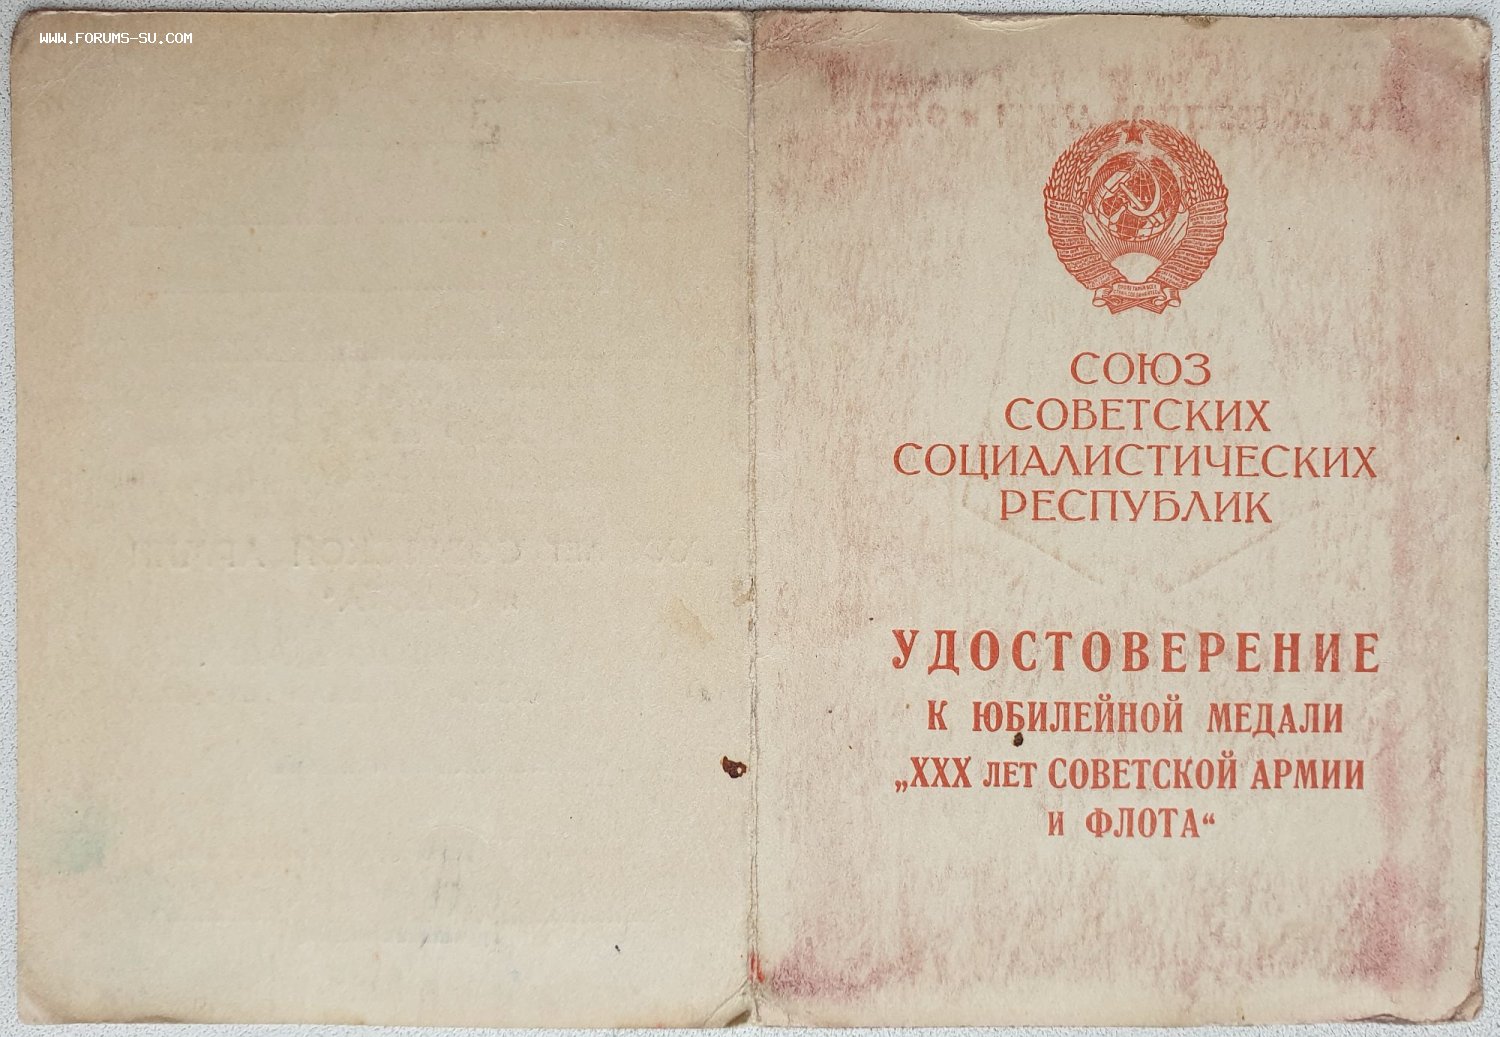 WWW.FORUMS-SU.COM
СОЮЗ
СОВЕТСКИХ
СОЦИАЛИСТИЧЕСКИХ
РЕСПУБЛИК
УДОСТОВЕРЕНИЕ
К ЮБИЛЕЙНОЙ МЕДАЛИ
„XXX ЛЕТ СОВЕТСКОЙ АРМИИ
И ФЛОТА“